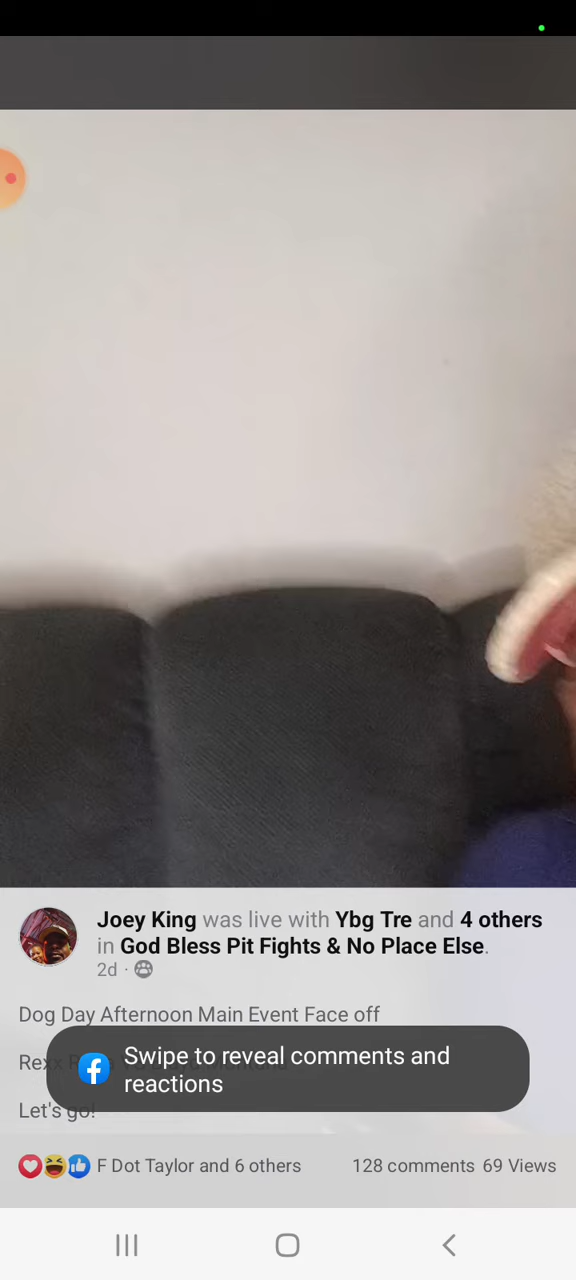 Joey King was live with Ybg Tre and 4 others
in God Bless Pit Fights & No Place Else.
2d ·
Dog Day Afternoon Main Event Face off
Swipe to reveal comments and
reactions
Let's go!
F Dot Taylor and 6 others 128 comments 69 Views